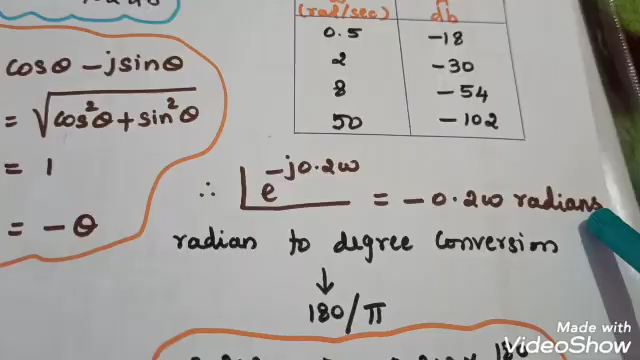 (rad/sec) db
0.5 -18
2 -30
8 -54
50 -102
cosθ - jsinθ
= √cos²θ + sin²θ
= 1
= - θ
∴ ∠e^-j0.2ω = - 0.2ω radians
radian to degree conversion
↓
180/π
180
Made with
VideoShow